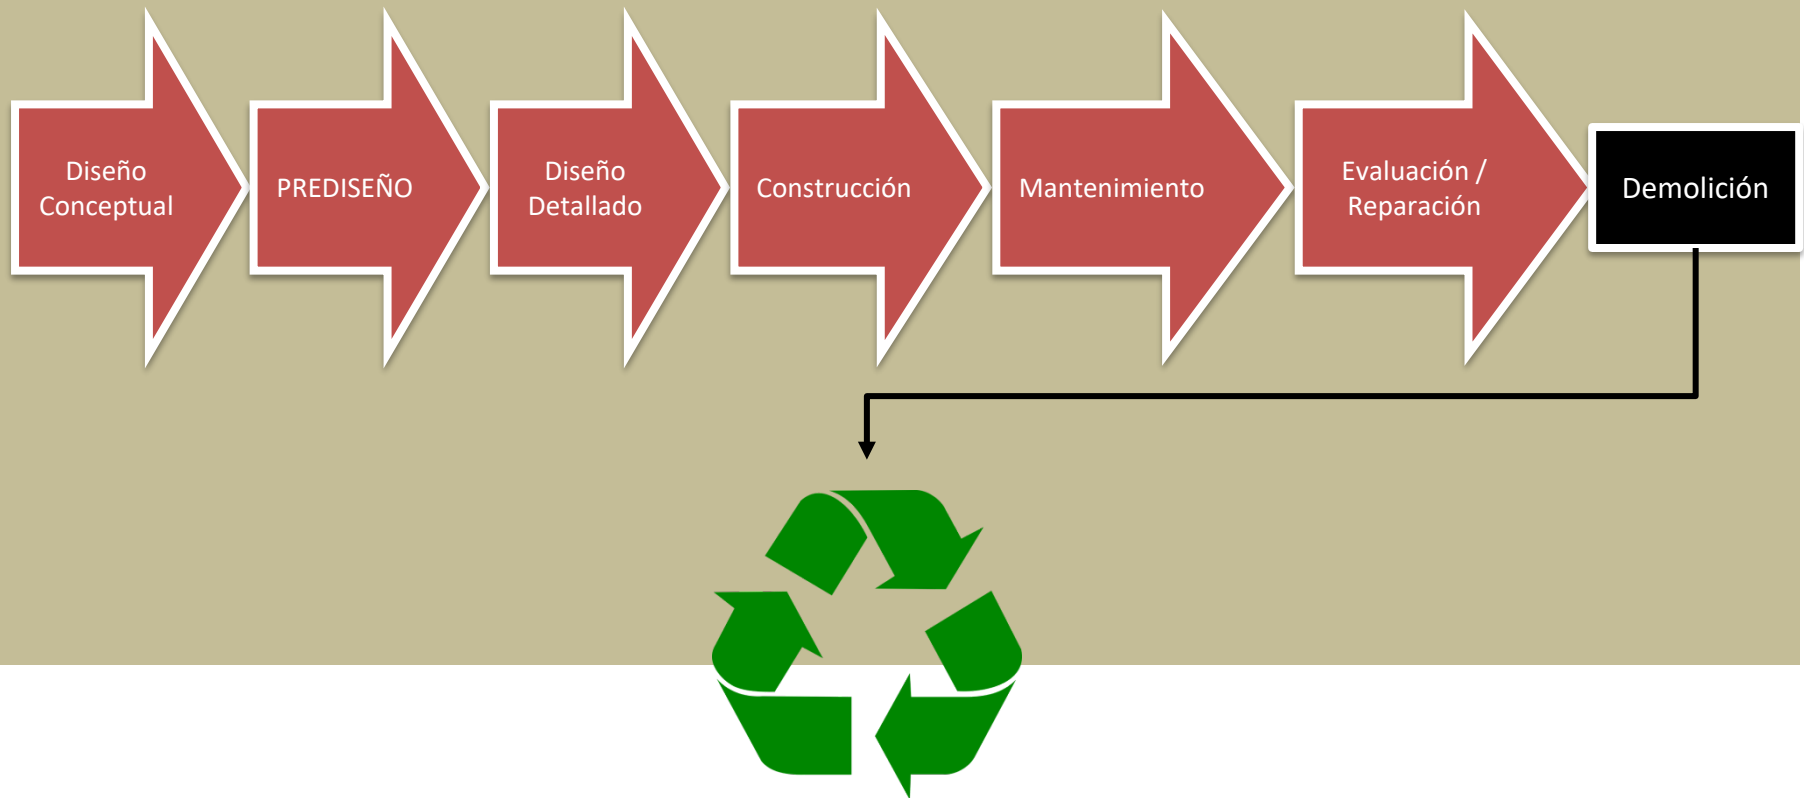 Diseño
Conceptual
PREDISEÑO
Diseño
Detallado
Construcción
Mantenimiento
Evaluación /
Reparación
Demolición